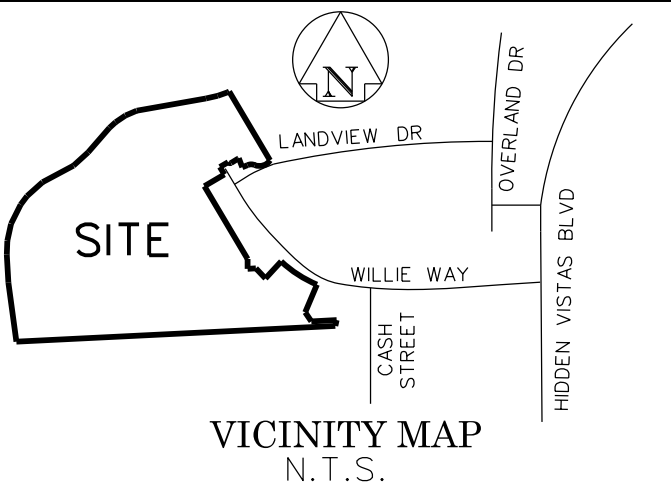 N
LANDVIEW DR
OVERLAND DR
SITE
HIDDEN VISTAS BLVD
WILLIE WAY
CASH
STREET
VICINITY MAP
N.T.S.